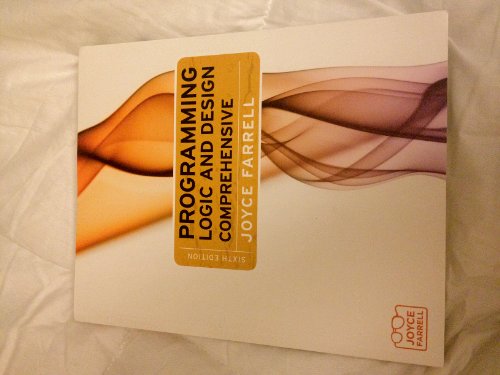 PROGRAMMING
LOGIC AND DESIGN
COMPREHENSIVE
JOYCE FARRELL
SIXTH EDITION
JOYCE
FARRELL